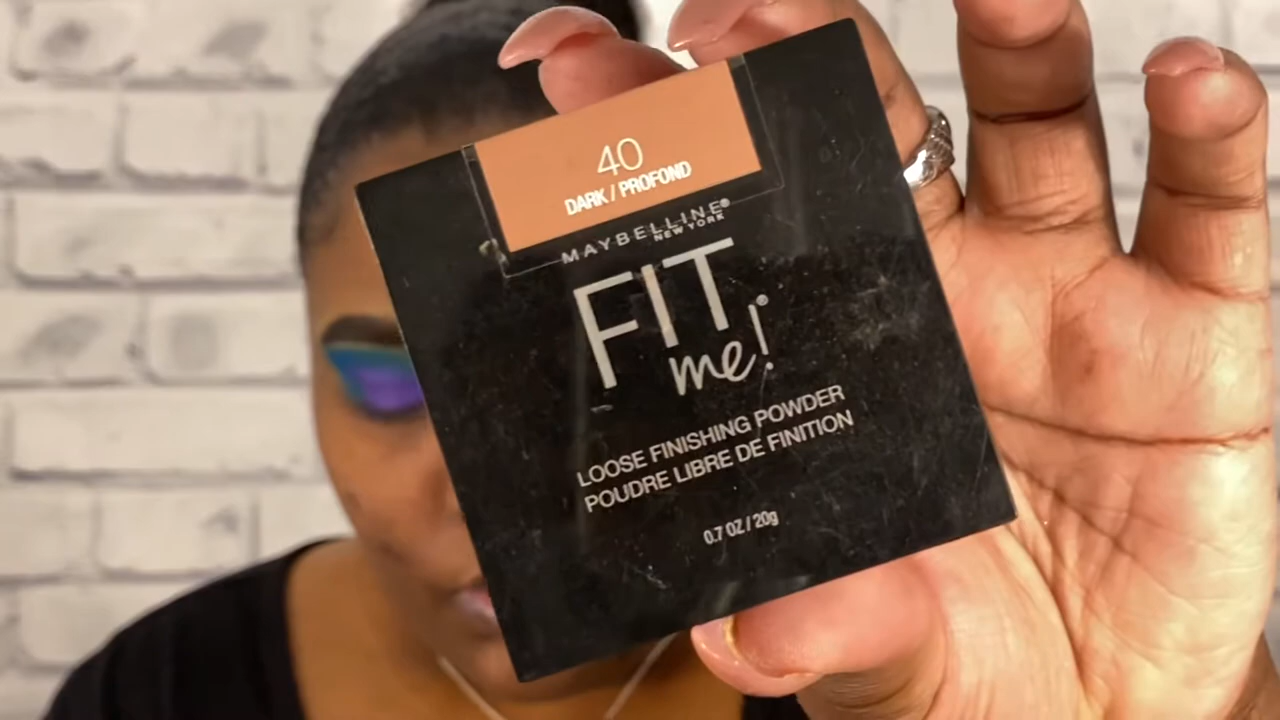 40
DARK / PROFOND
MAYBELLINE®
NEW YORK
FIT
me!®
LOOSE FINISHING POWDER
POUDRE LIBRE DE FINITION
0.7 OZ / 20g